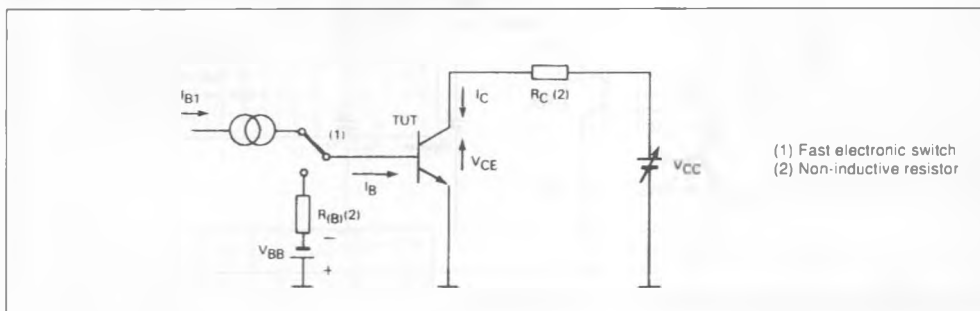 I_B1
(1)
TUT
I_C
R_C (2)
V_CE
V_CC
I_B
R_(B) (2)
V_BB
−
+
(1) Fast electronic switch
(2) Non-inductive resistor